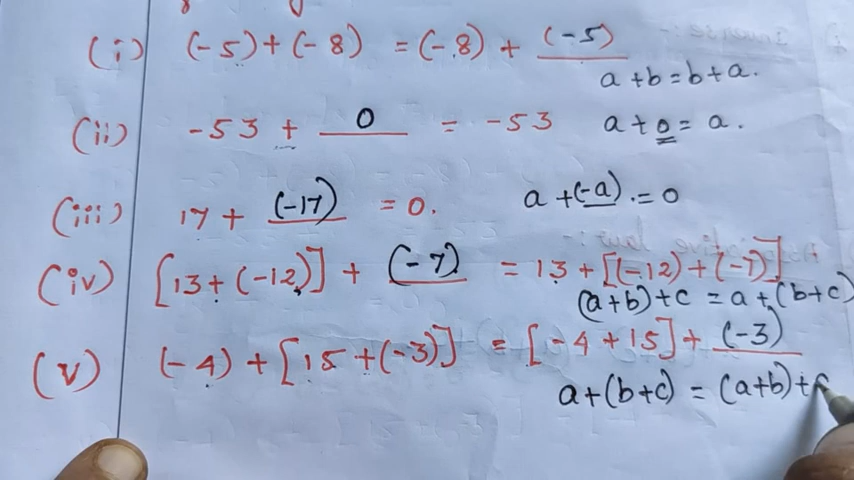 (i) (-5)+(-8) =(-8) + (-5)
a+b=b+a.
(ii) -53 + 0 = -53 a+0=a.
(iii) 17 + (-17) =0. a+(-a).=0
(iv) [13+(-12)] + (-7) =13+[(-12)+(-7)]
(a+b)+c =a+(b+c)
(v) (-4)+[15+(-3)] =[-4+15]+(-3)
a+(b+c) =(a+b)+c